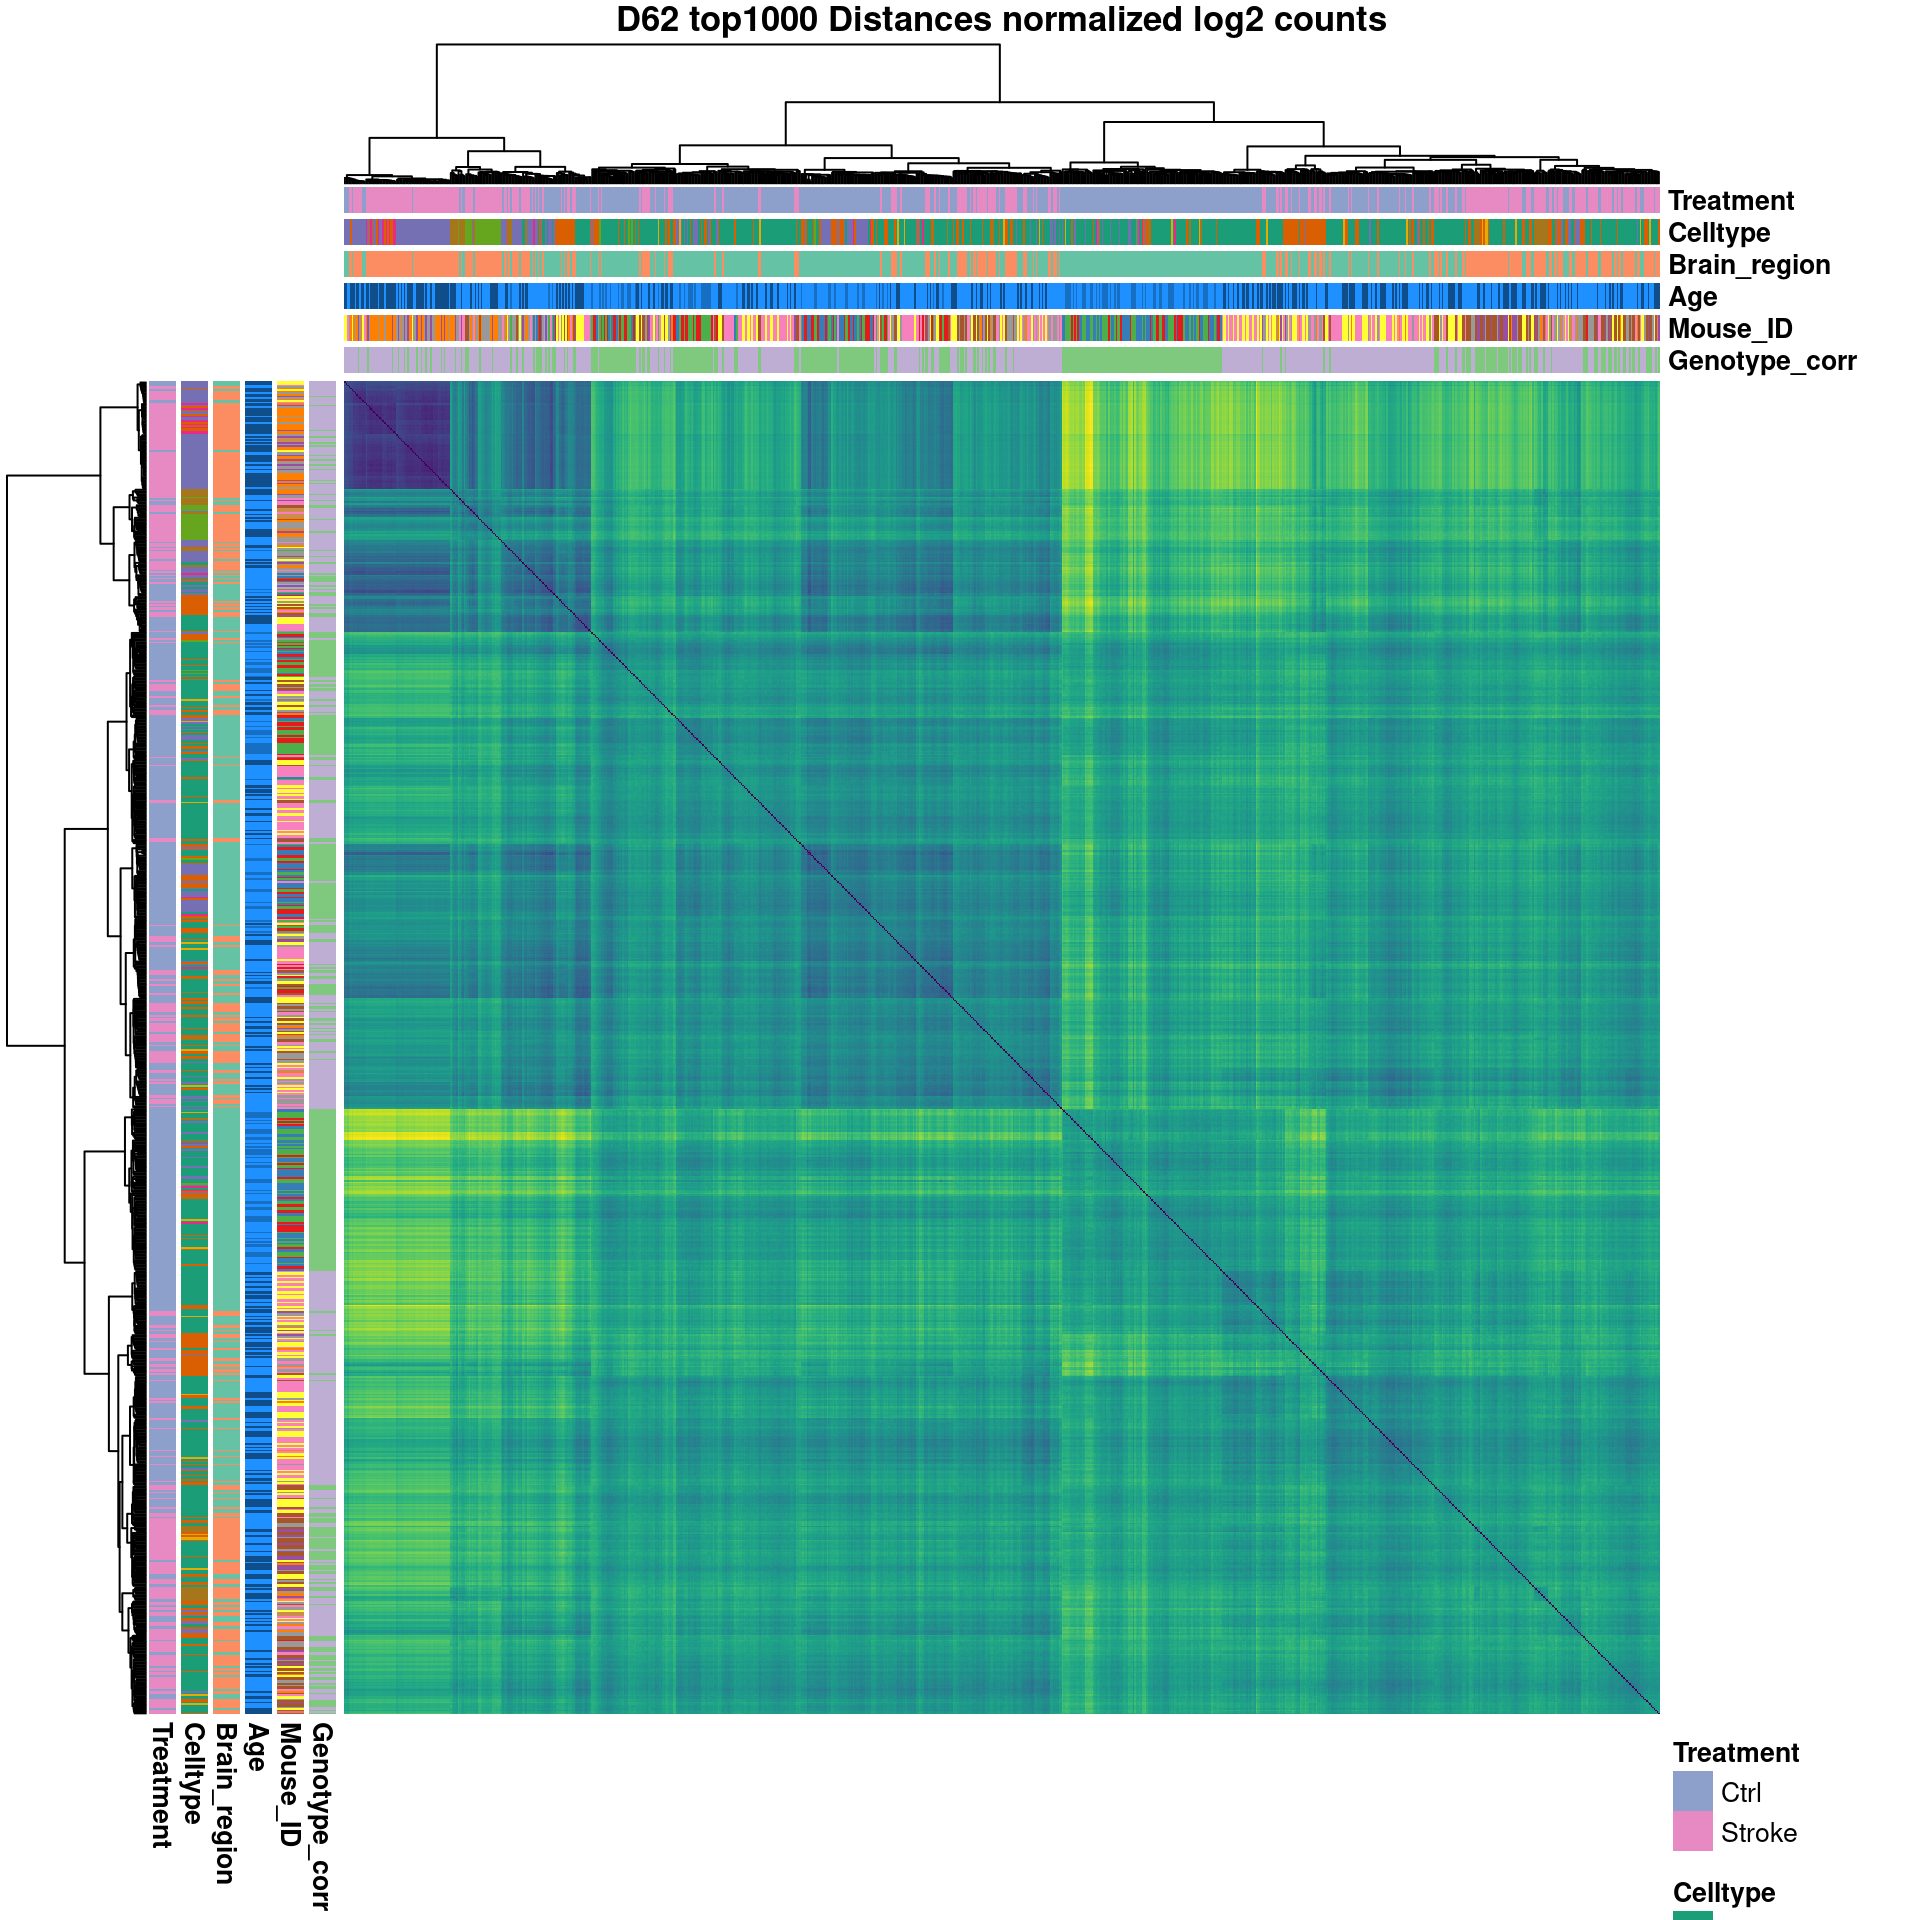 D62 top1000 Distances normalized log2 counts
Treatment
Celltype
Brain_region
Age
Mouse_ID
Genotype_corr
Treatment
Celltype
Brain_region
Age
Mouse_ID
Genotype_corr
Treatment
Ctrl
Stroke
Celltype